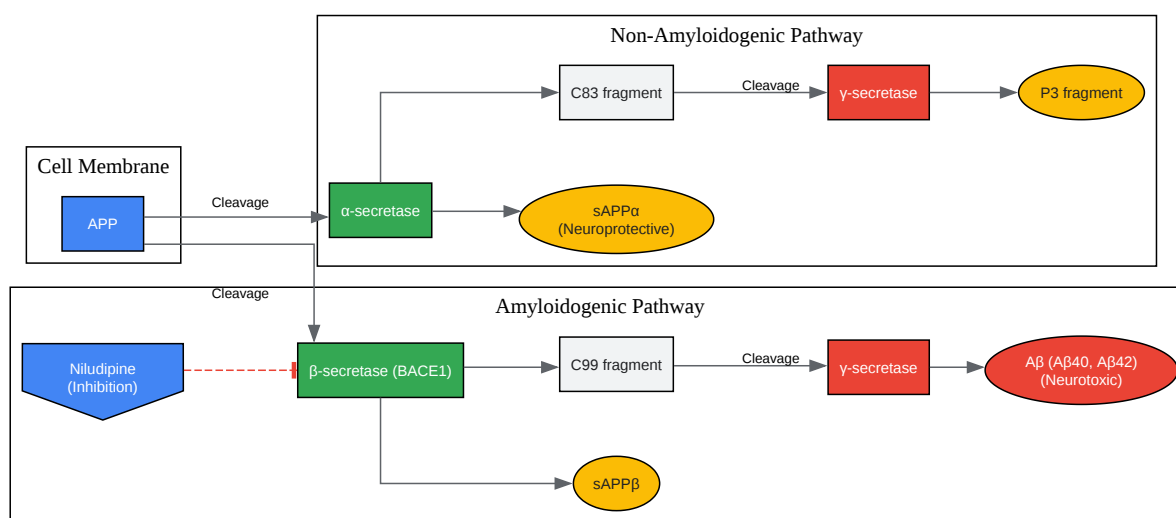 Non-Amyloidogenic Pathway
C83 fragment
Cleavage
γ-secretase
P3 fragment
Cell Membrane
APP
Cleavage
α-secretase
sAPPα
(Neuroprotective)
Cleavage
Amyloidogenic Pathway
Niludipine
(Inhibition)
β-secretase (BACE1)
C99 fragment
Cleavage
γ-secretase
Aβ (Aβ40, Aβ42)
(Neurotoxic)
sAPPβ